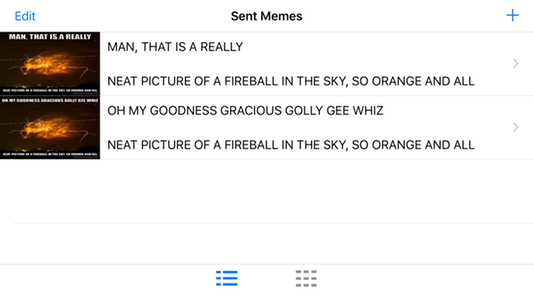 Edit
Sent Memes
MAN, THAT IS A REALLY
NEAT PICTURE OF A FIREBALL IN THE SKY, SO ORANGE AND ALL
MAN, THAT IS A REALLY
NEAT PICTURE OF A FIREBALL IN THE SKY, SO ORANGE AND ALL
OH MY GOODNESS GRACIOUS GOLLY GEE WHIZ
NEAT PICTURE OF A FIREBALL IN THE SKY, SO ORANGE AND ALL
OH MY GOODNESS GRACIOUS GOLLY GEE WHIZ
NEAT PICTURE OF A FIREBALL IN THE SKY, SO ORANGE AND ALL